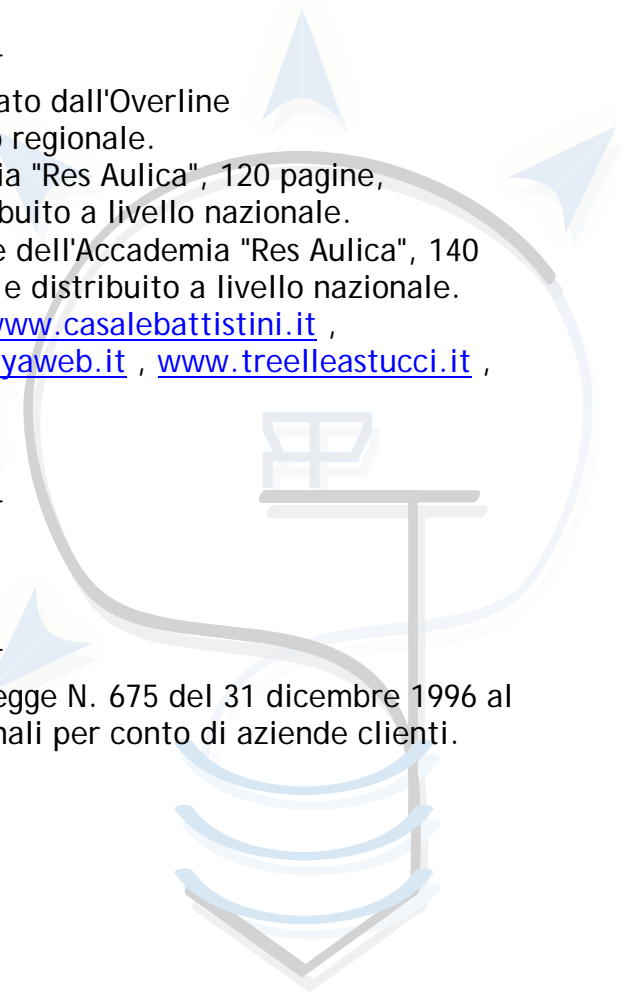 ato dall'Overline
o regionale.
ia "Res Aulica", 120 pagine,
buito a livello nazionale.
e dell'Accademia "Res Aulica", 140
e distribuito a livello nazionale.
www.casalebattistini.it ,
yaweb.it , www.treelleastucci.it ,
egge N. 675 del 31 dicembre 1996 al
nali per conto di aziende clienti.